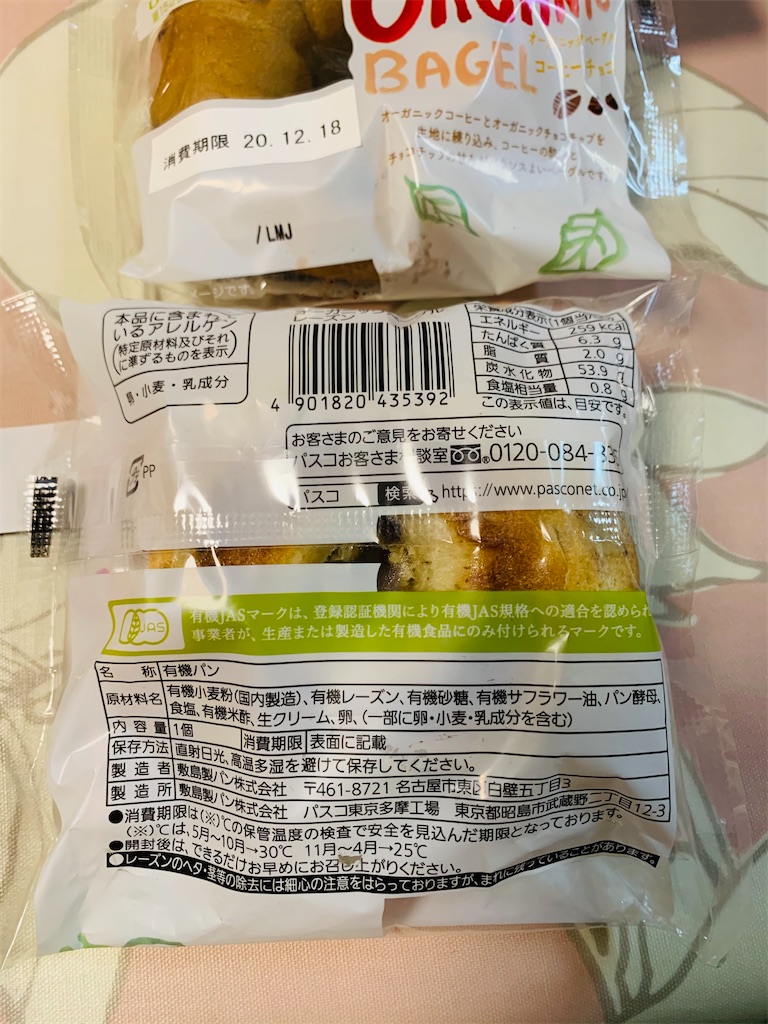 ORGANIC
BAGEL
コーヒーチョコ
オーガニックコーヒーとオーガニックチョコチップを
生地に練り込み、コーヒーの
消費期限 20.12.18
/LMJ
本品に含まれて
いるアレルゲン
(特定原材料及びそれ
に準ずるものを表示)
卵・小麦・乳成分
レーズン
4 901820 435392
栄養成分表示(1個当たり)
エネルギー 259 kcal
たんぱく質 6.3 g
脂質 2.0 g
炭水化物 53.9 g
食塩相当量 0.8 g
この表示値は、目安です。
お客さまのご意見をお寄せください
パスコお客さま相談室 0120-084-835
PP
パスコ 検索 https://www.pasconet.co.jp
JAS
有機JASマークは、登録認証機関により有機JAS規格への適合を認められ
事業者が、生産または製造した有機食品にのみ付けられるマークです。
名称 有機パン
原材料名 有機小麦粉(国内製造)、有機レーズン、有機砂糖、有機サフラワー油、パン酵母、
食塩、有機米酢、生クリーム、卵、(一部に卵・小麦・乳成分を含む)
内容量 1個 消費期限 表面に記載
保存方法 直射日光、高温多湿を避けて保存してください。
製造者 敷島製パン株式会社 〒461-8721 名古屋市東区白壁五丁目3
製造所 敷島製パン株式会社 パスコ東京多摩工場 東京都昭島市武蔵野二丁目12-3
●消費期限は(※)℃の保管温度の検査で安全を見込んだ期限となっております。
(※)℃は、5月~10月→30℃ 11月~4月→25℃
●開封後は、できるだけお早めにお召し上がりください。
●レーズンのヘタ・茎等の除去には細心の注意をはらっておりますが、まれに残っていることがあります。